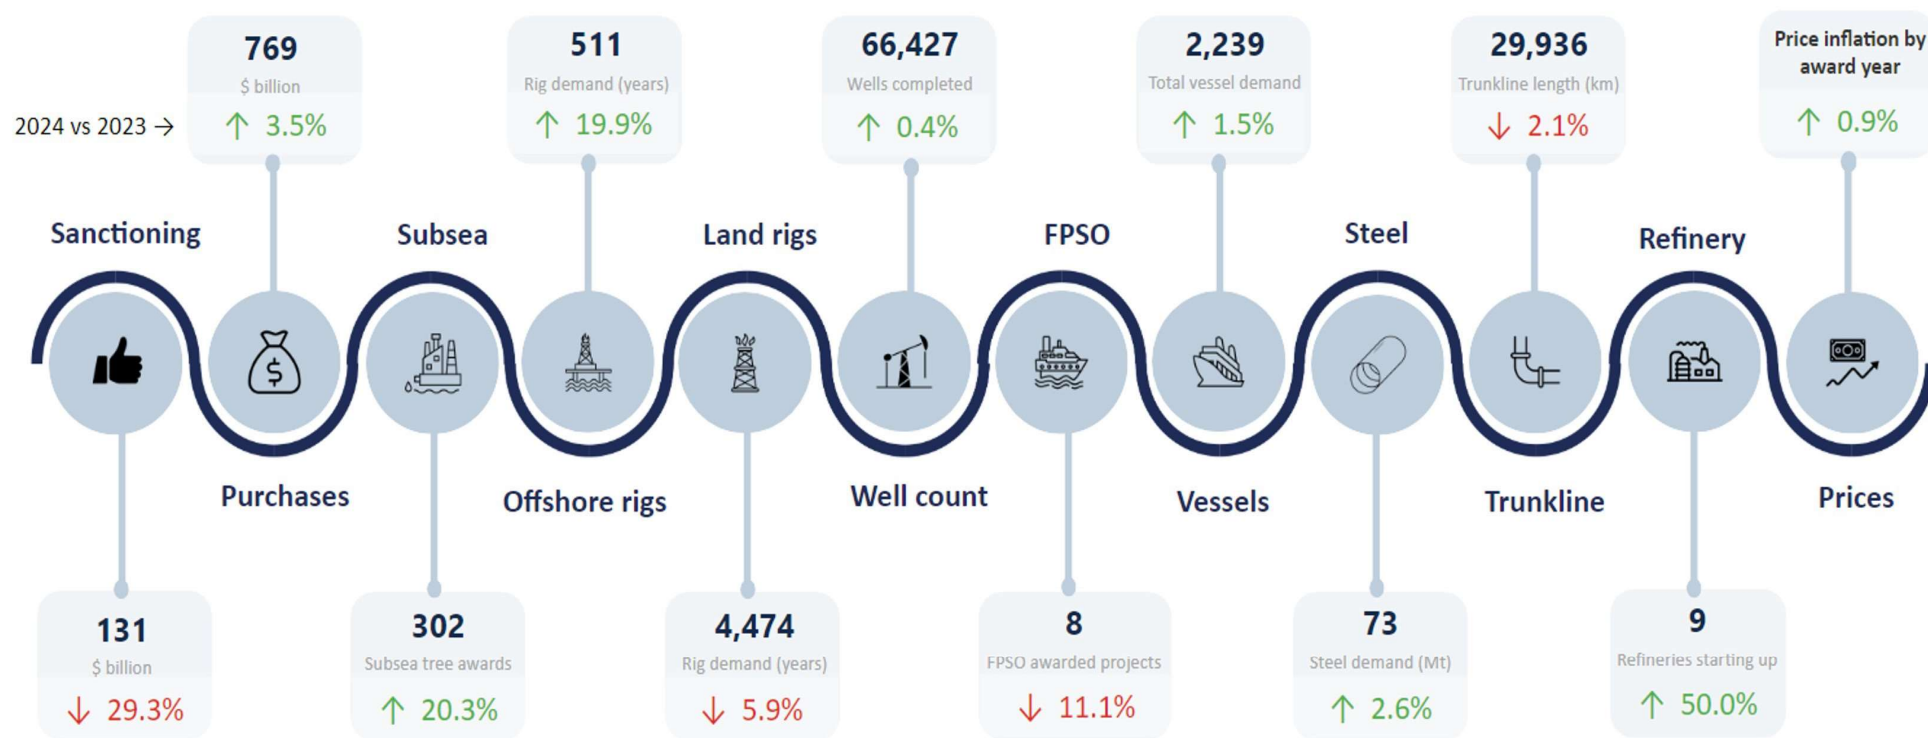 769
$ billion
2024 vs 2023 →
↑ 3.5%
511
Rig demand (years)
↑ 19.9%
66,427
Wells completed
↑ 0.4%
2,239
Total vessel demand
↑ 1.5%
29,936
Trunkline length (km)
↓ 2.1%
Price inflation by
award year
↑ 0.9%
Sanctioning
Subsea
Land rigs
FPSO
Steel
Refinery
$
Purchases
Offshore rigs
Well count
Vessels
Trunkline
Prices
131
$ billion
↓ 29.3%
302
Subsea tree awards
↑ 20.3%
4,474
Rig demand (years)
↓ 5.9%
8
FPSO awarded projects
↓ 11.1%
73
Steel demand (Mt)
↑ 2.6%
9
Refineries starting up
↑ 50.0%